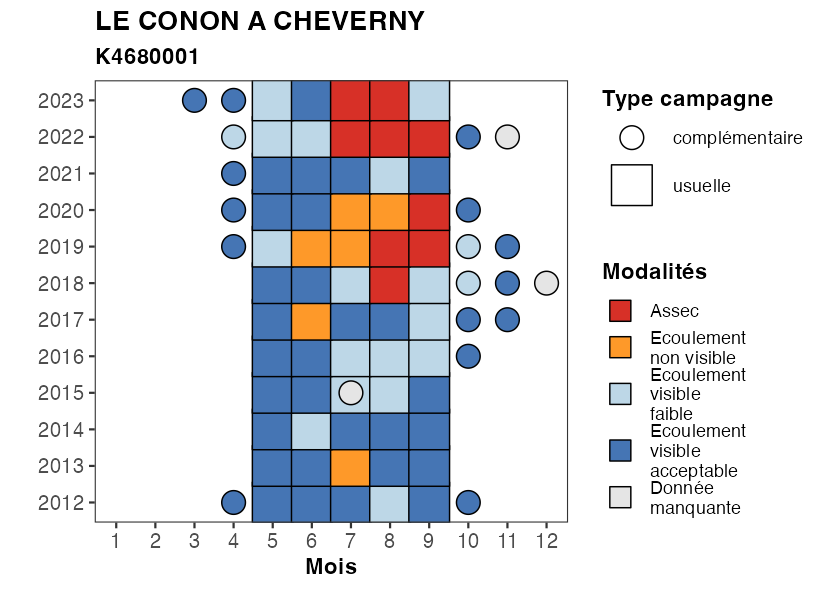 LE CONON A CHEVERNY
K4680001
2023
2022
2021
2020
2019
2018
2017
2016
2015
2014
2013
2012
1 2 3 4 5 6 7 8 9 10 11 12
Mois
Type campagne
complémentaire
usuelle
Modalités
Assec
Ecoulement
non visible
Ecoulement
visible
faible
Ecoulement
visible
acceptable
Donnée
manquante